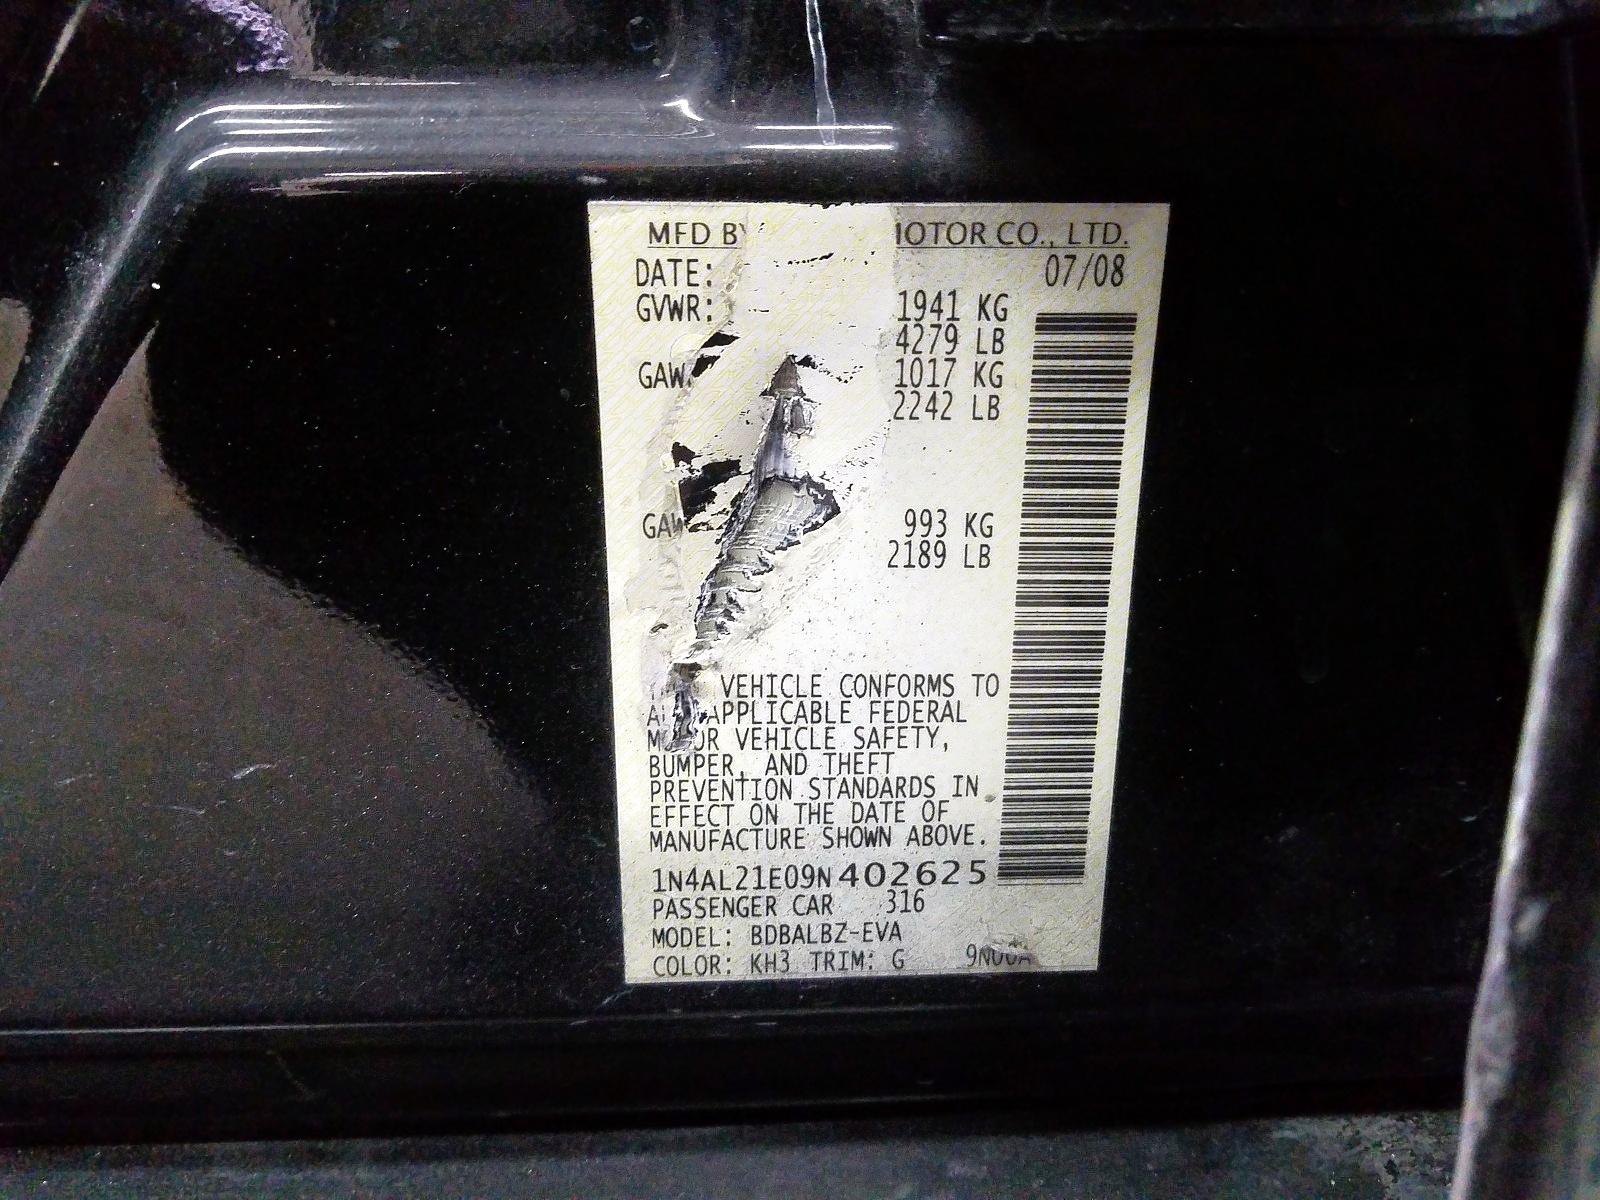 MFD BY MOTOR CO., LTD.
DATE: 07/08
GVWR: 1941 KG
4279 LB
1017 KG
2242 LB
993 KG
2189 LB
VEHICLE CONFORMS TO
APPLICABLE FEDERAL
VEHICLE SAFETY,
BUMPER, AND THEFT
PREVENTION STANDARDS IN
EFFECT ON THE DATE OF
MANUFACTURE SHOWN ABOVE.
1N4AL21E09N402625
PASSENGER CAR 316
MODEL: BDBALBZ-EVA
COLOR: KH3 TRIM: G